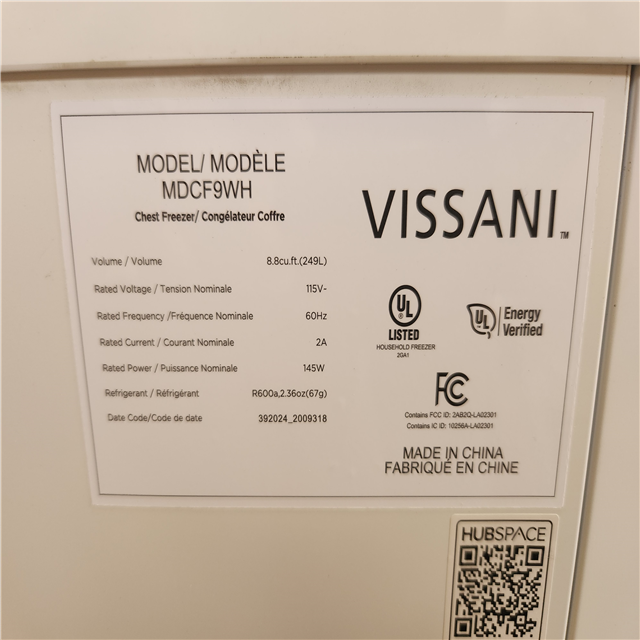 MODEL/ MODÈLE
MDCF9WH
Chest Freezer/ Congélateur Coffre
Volume / Volume 8.8cu.ft.(249L)
Rated Voltage / Tension Nominale 115V~
Rated Frequency /Fréquence Nominale 60Hz
Rated Current / Courant Nominale 2A
Rated Power / Puissance Nominale 145W
Refrigerant / Réfrigérant R600a,2.36oz(67g)
Date Code/Code de date 392024_2009318
VISSANI™
UL
®
LISTED
HOUSEHOLD FREEZER
2GA1
UL Energy
Verified
FC
Contains FCC ID: 2AB2Q-LA02301
Contains IC ID: 10256A-LA02301
MADE IN CHINA
FABRIQUÉ EN CHINE
HUBSPACE